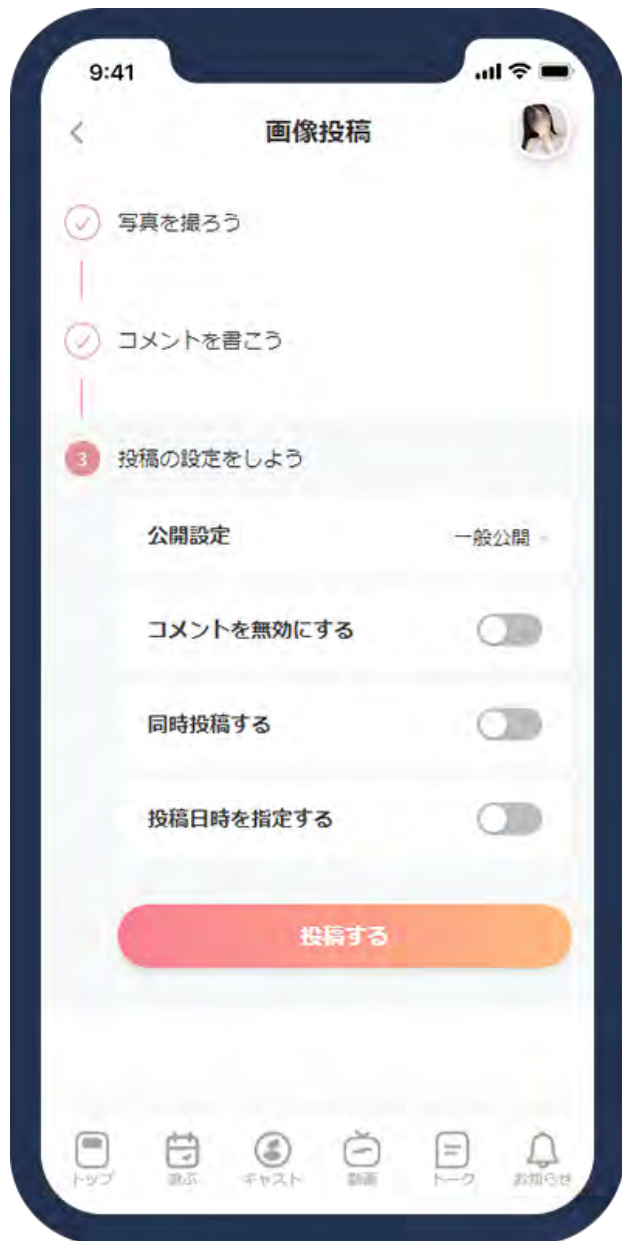 9:41
画像投稿
写真を撮ろう
コメントを書こう
3 投稿の設定をしよう
公開設定 一般公開
コメントを無効にする
同時投稿する
投稿日時を指定する
投稿する
トップ 遊ぶ キャスト 動画 トーク お知らせ